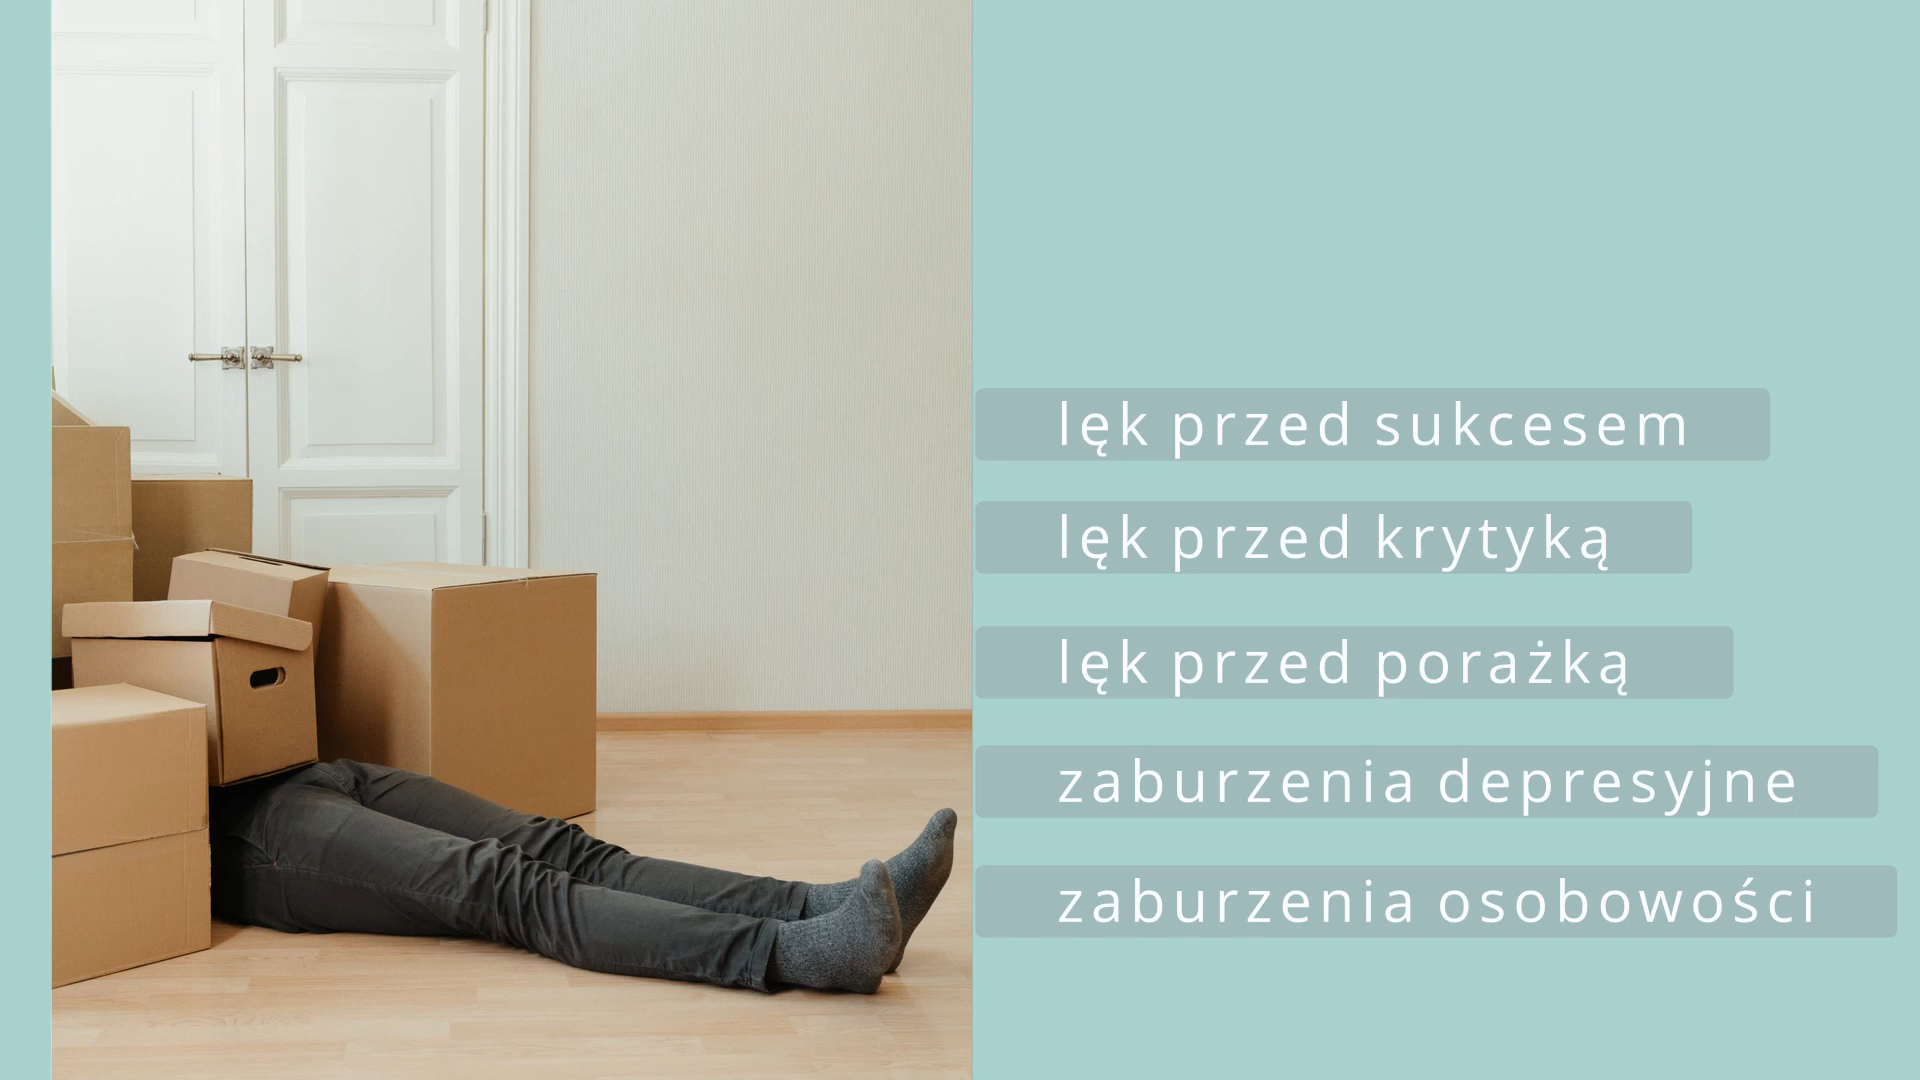 lęk przed sukcesem
lęk przed krytyką
lęk przed porażką
zaburzenia depresyjne
zaburzenia osobowości